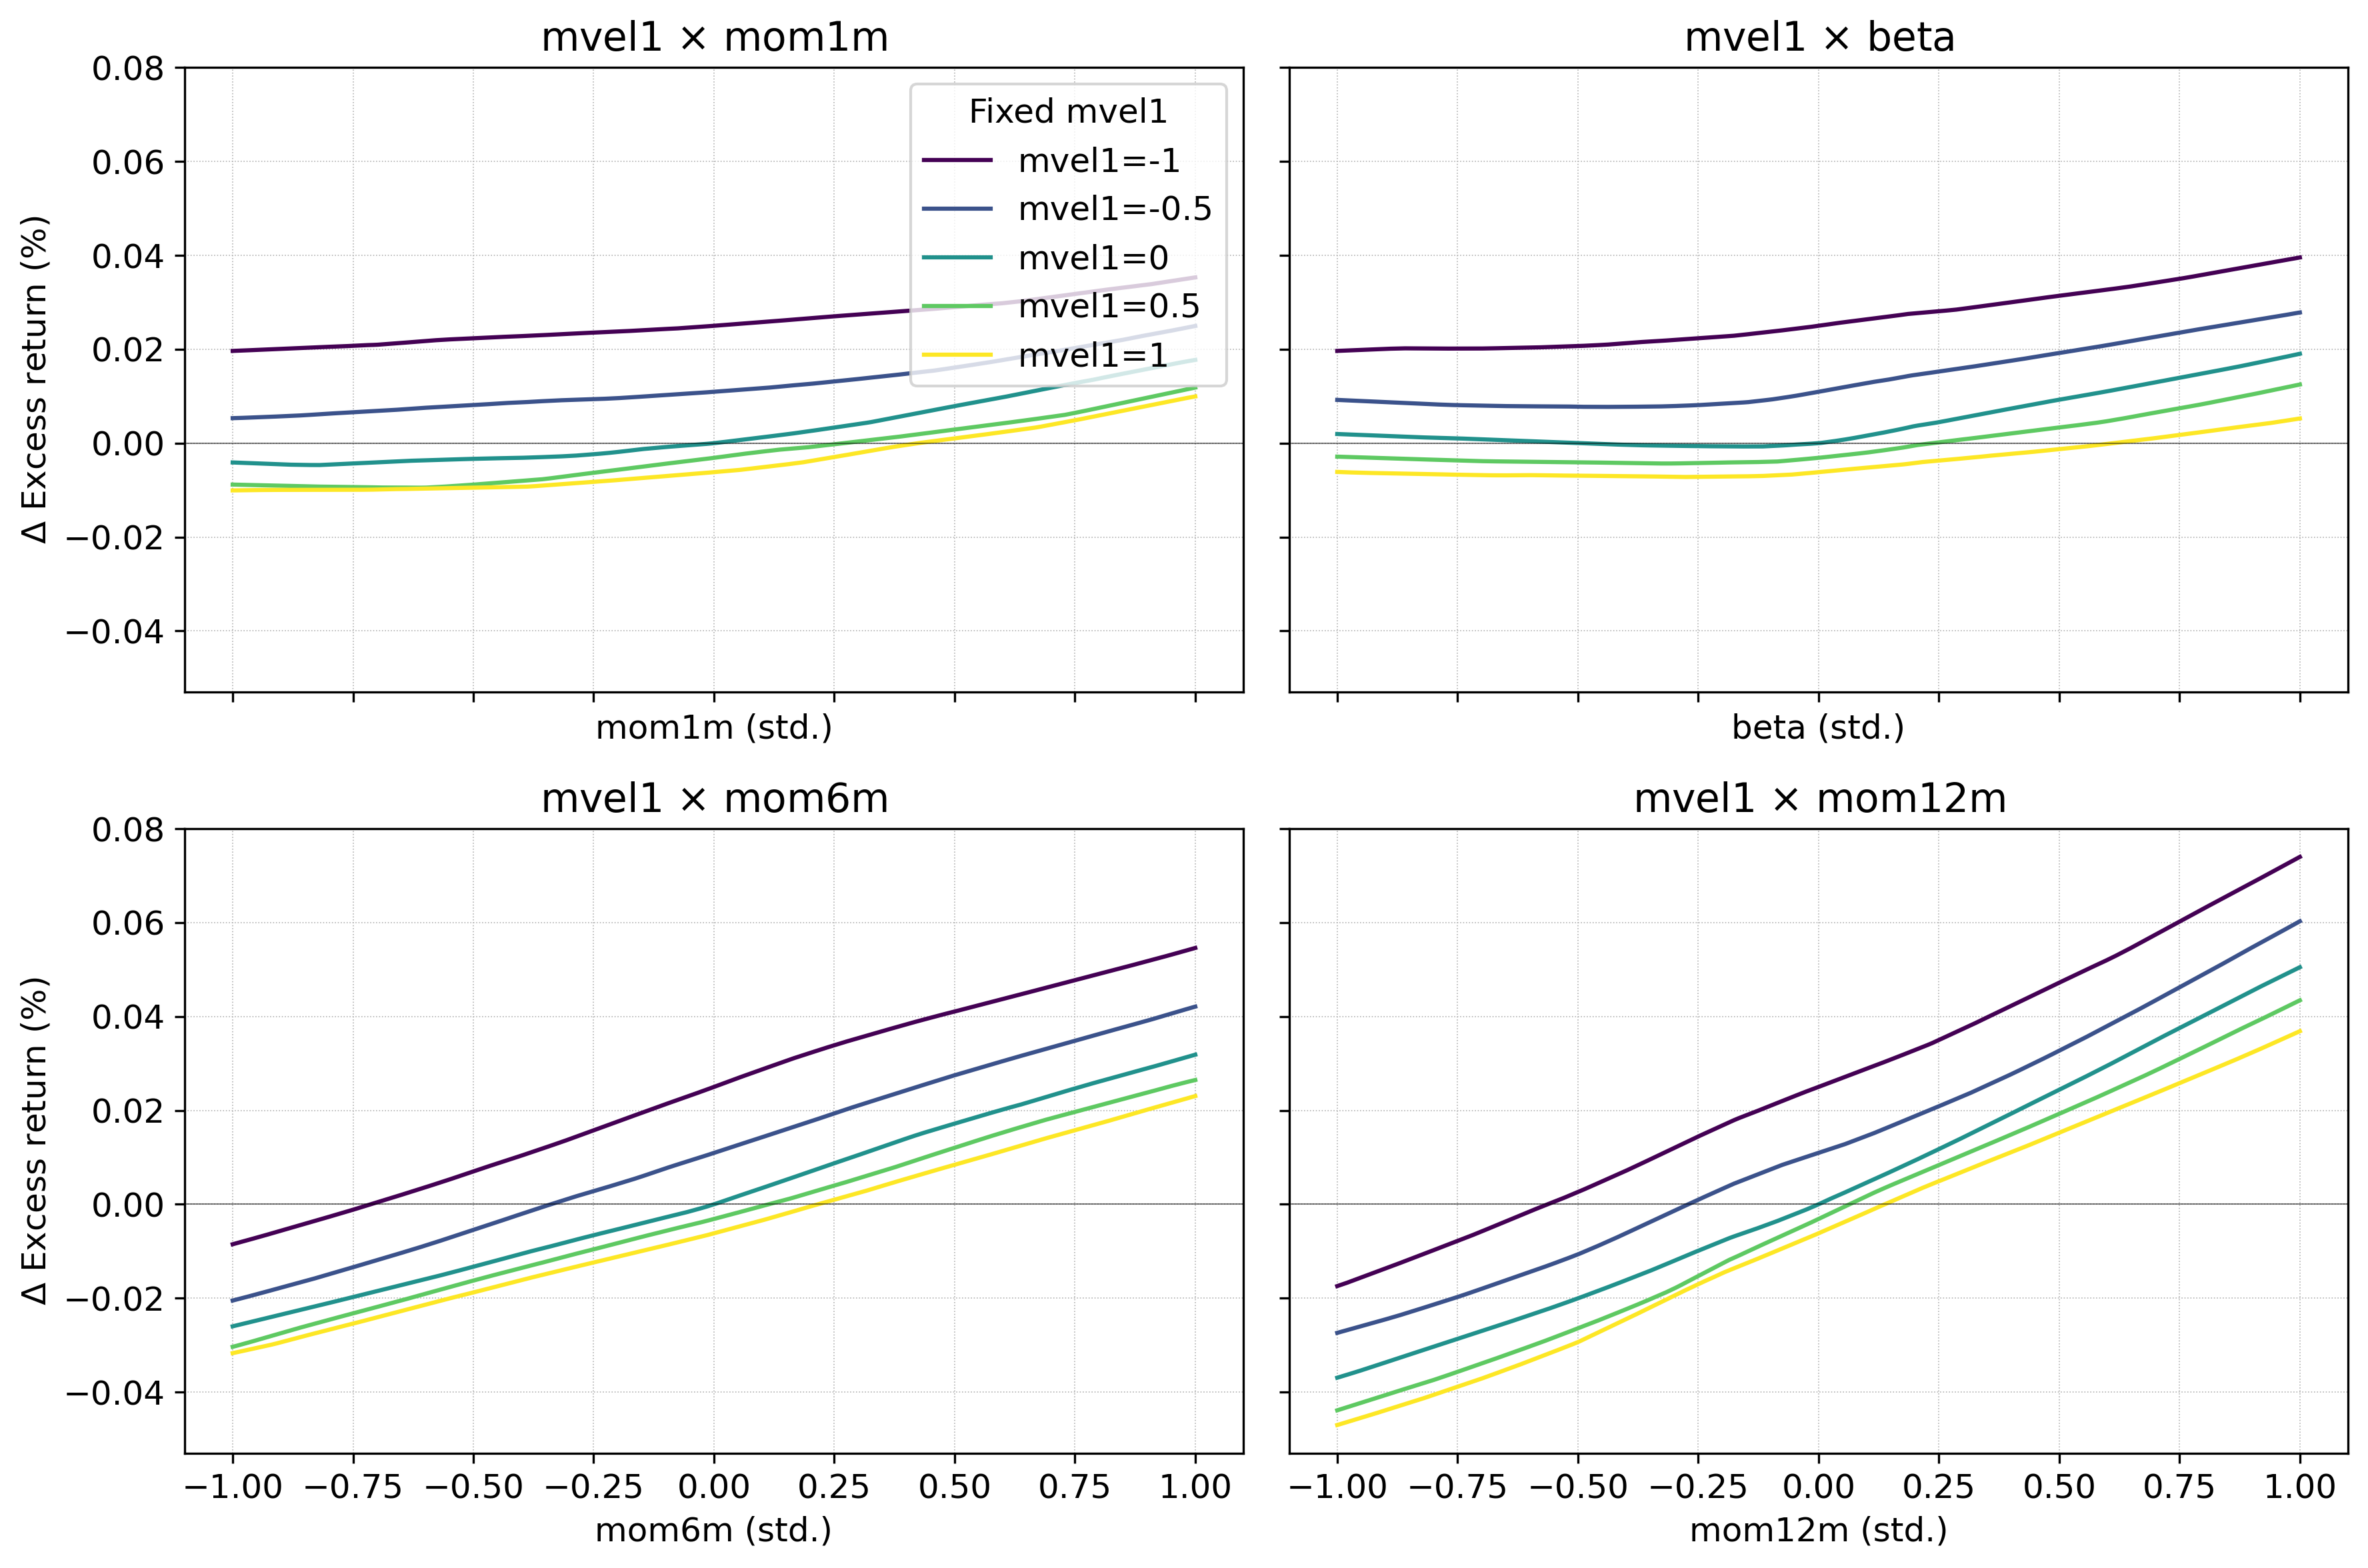 mvel1 × mom1m
0.08
0.06
0.04
0.02
0.00
−0.02
−0.04
Δ Excess return (%)
Fixed mvel1
mvel1=-1
mvel1=-0.5
mvel1=0
mvel1=0.5
mvel1=1
mom1m (std.)
mvel1 × beta
beta (std.)
mvel1 × mom6m
0.08
0.06
0.04
0.02
0.00
−0.02
−0.04
Δ Excess return (%)
−1.00 −0.75 −0.50 −0.25 0.00 0.25 0.50 0.75 1.00
mom6m (std.)
mvel1 × mom12m
−1.00 −0.75 −0.50 −0.25 0.00 0.25 0.50 0.75 1.00
mom12m (std.)